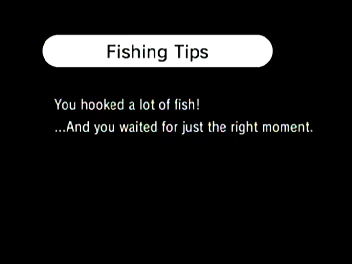 Fishing Tips
You hooked a lot of fish!
...And you waited for just the right moment.